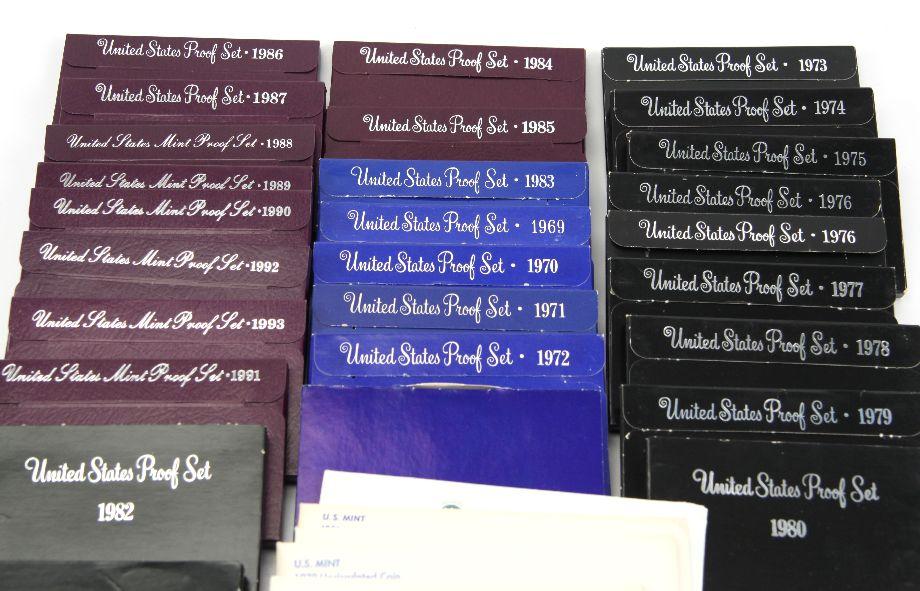 United States Proof Set • 1986
United States Proof Set • 1987
United States Mint Proof Set • 1988
United States Mint Proof Set • 1989
United States Mint Proof Set • 1990
United States Mint Proof Set • 1992
United States Mint Proof Set • 1993
United States Mint Proof Set • 1991
United States Proof Set
1982
United States Proof Set • 1984
United States Proof Set • 1985
United States Proof Set • 1983
United States Proof Set • 1969
United States Proof Set • 1970
United States Proof Set • 1971
United States Proof Set • 1972
U.S. MINT
U.S. MINT
1979 Uncirculated Coin
United States Proof Set • 1973
United States Proof Set • 1974
United States Proof Set • 1975
United States Proof Set • 1976
United States Proof Set • 1976
United States Proof Set • 1977
United States Proof Set • 1978
United States Proof Set • 1979
United States Proof Set
1980